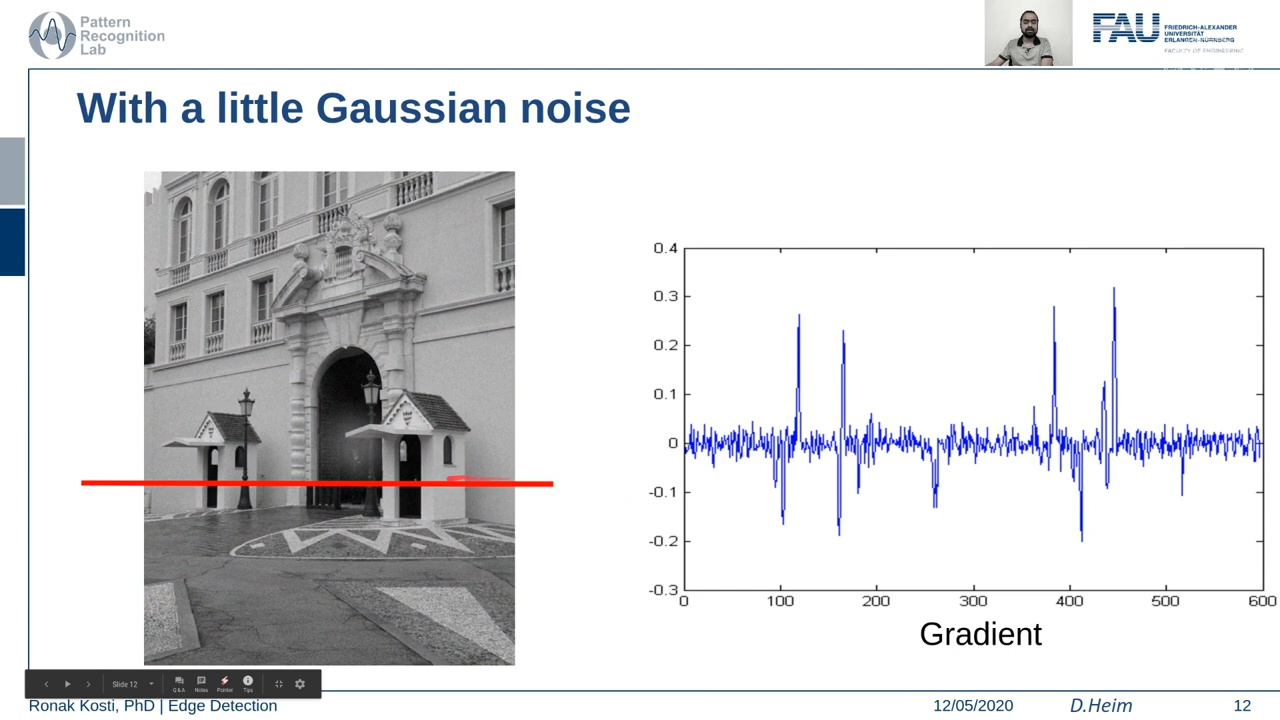 Pattern
Recognition
Lab
FAU
FRIEDRICH-ALEXANDER
UNIVERSITÄT
ERLANGEN-NÜRNBERG
FACULTY OF ENGINEERING
With a little Gaussian noise
0.4
0.3
0.2
0.1
0
-0.1
-0.2
-0.3
0 100 200 300 400 500 600
Gradient
Slide 12
Q & A Notes Pointer Tips
Ronak Kosti, PhD | Edge Detection 12/05/2020 D.Heim 12